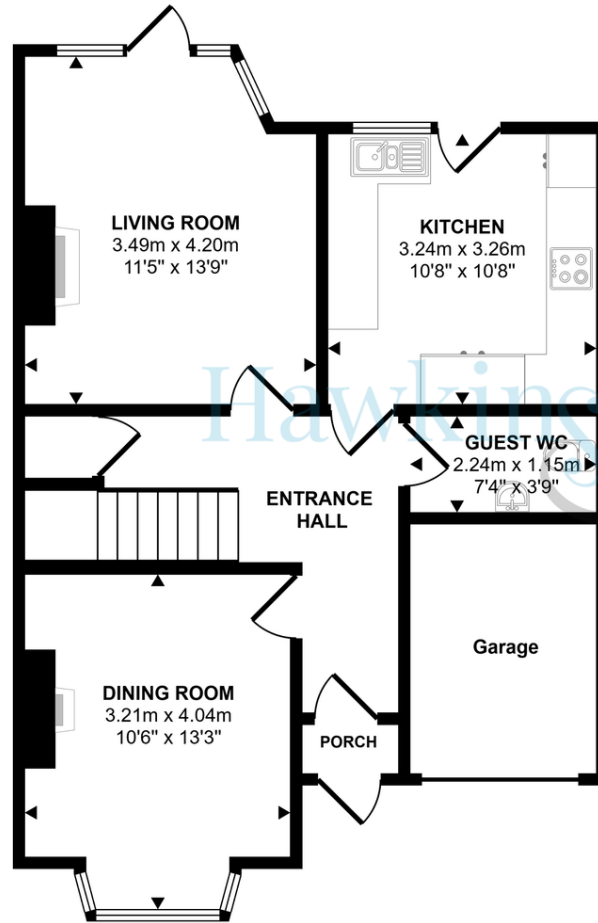 LIVING ROOM
3.49m x 4.20m
11'5" x 13'9"
KITCHEN
3.24m x 3.26m
10'8" x 10'8"
Hawkins
GUEST WC
2.24m x 1.15m
7'4" x 3'9"
ENTRANCE
HALL
Garage
DINING ROOM
3.21m x 4.04m
10'6" x 13'3"
PORCH